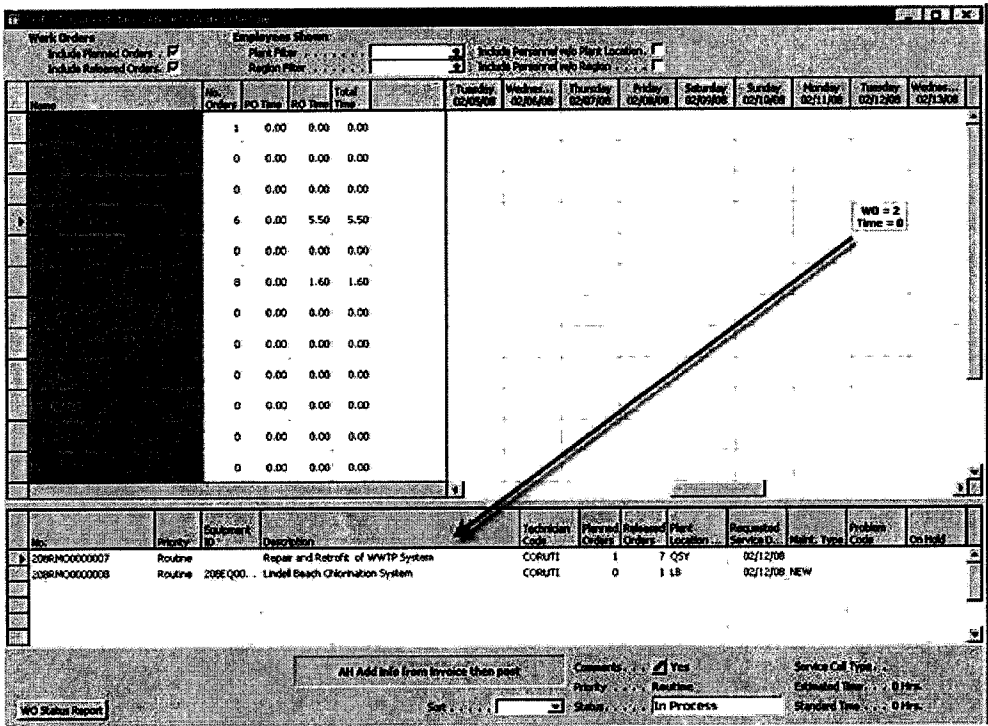 Work Orders
Include Planned Orders
Include Released Orders
Employees Shown
Plant Filter
Region Filter
Include Personnel w/o Plant Location
Include Personnel w/o Region
Name No. Orders PO Time RO Time Total Time Tuesday 02/05/08 Wednes... 02/06/08 Thursday 02/07/08 Friday 02/08/08 Saturday 02/09/08 Sunday 02/10/08 Monday 02/11/08 Tuesday 02/12/08 Wednes... 02/13/08
1 0.00 0.00 0.00
0 0.00 0.00 0.00
0 0.00 0.00 0.00
6 0.00 5.50 5.50
WO = 2
Time = 0
0 0.00 0.00 0.00
8 0.00 1.60 1.60
0 0.00 0.00 0.00
0 0.00 0.00 0.00
0 0.00 0.00 0.00
0 0.00 0.00 0.00
0 0.00 0.00 0.00
0 0.00 0.00 0.00
No. Priority Equipment ID Description Technician Code Planned Orders Released Orders Plant Location Requested Service D... Maint. Type Problem Code On Hold
208RMO0000007 Routine Repair and Retrofit of WWTP System CORUTI 1 7 QSY 02/12/08
208RMO0000008 Routine 208EQ00... Lindell Beach Chlorination System CORUTI 0 1 LB 02/12/08 NEW
AH Add info from invoice then post
Comments Yes
Service Call Type
Priority Routine
Estimated Time 0 Hrs.
WO Status Report
Sort
Status In Process
Standard Time 0 Hrs.